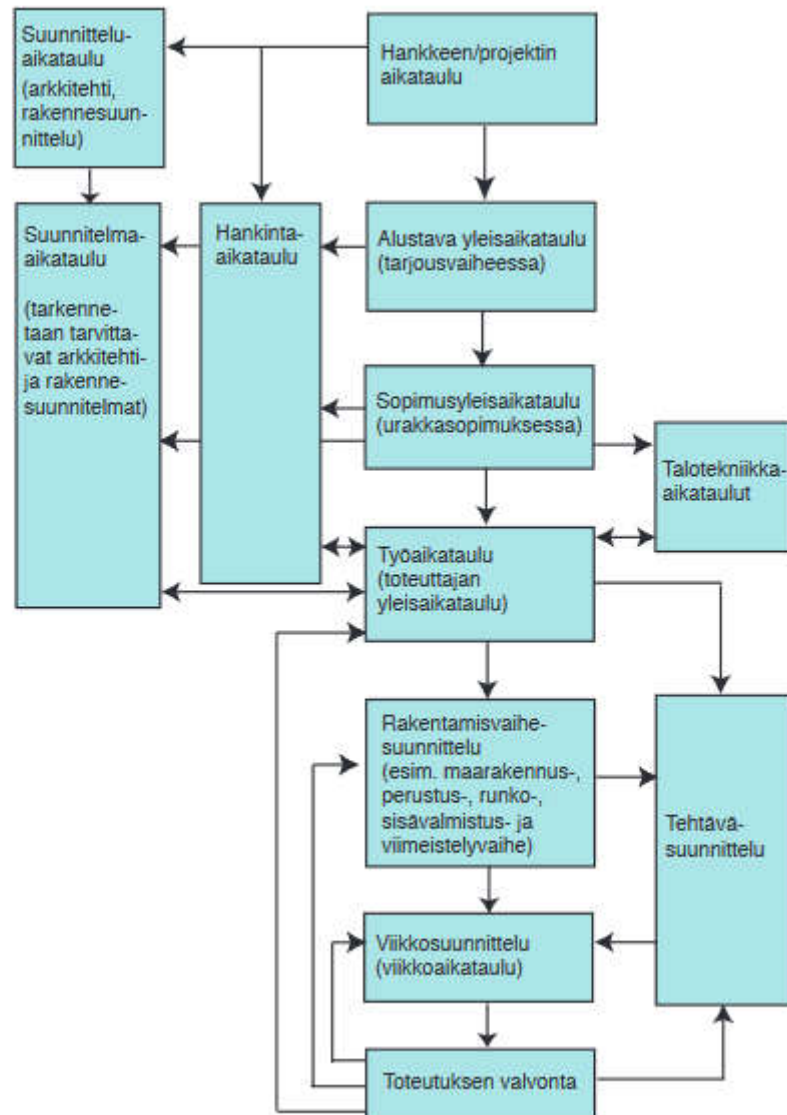 Suunnittelu-
aikataulu
(arkkitehti,
rakennesuun-
nittelu)
Hankkeen/projektin
aikataulu
Suunnitelma-
aikataulu
(tarkenne-
taan tarvitta-
vat arkkitehti-
ja rakenne-
suunnitelmat)
Hankinta-
aikataulu
Alustava yleisaikataulu
(tarjousvaiheessa)
Sopimusyleisaikataulu
(urakkasopimuksessa)
Talotekniikka-
aikataulut
Työaikataulu
(toteuttajan
yleisaikataulu)
Rakentamisvaihe-
suunnittelu
(esim. maarakennus-,
perustus-, runko-,
sisävalmistus- ja
viimeistelyvaihe)
Tehtävä-
suunnittelu
Viikkosuunnittelu
(viikkoaikataulu)
Toteutuksen valvonta